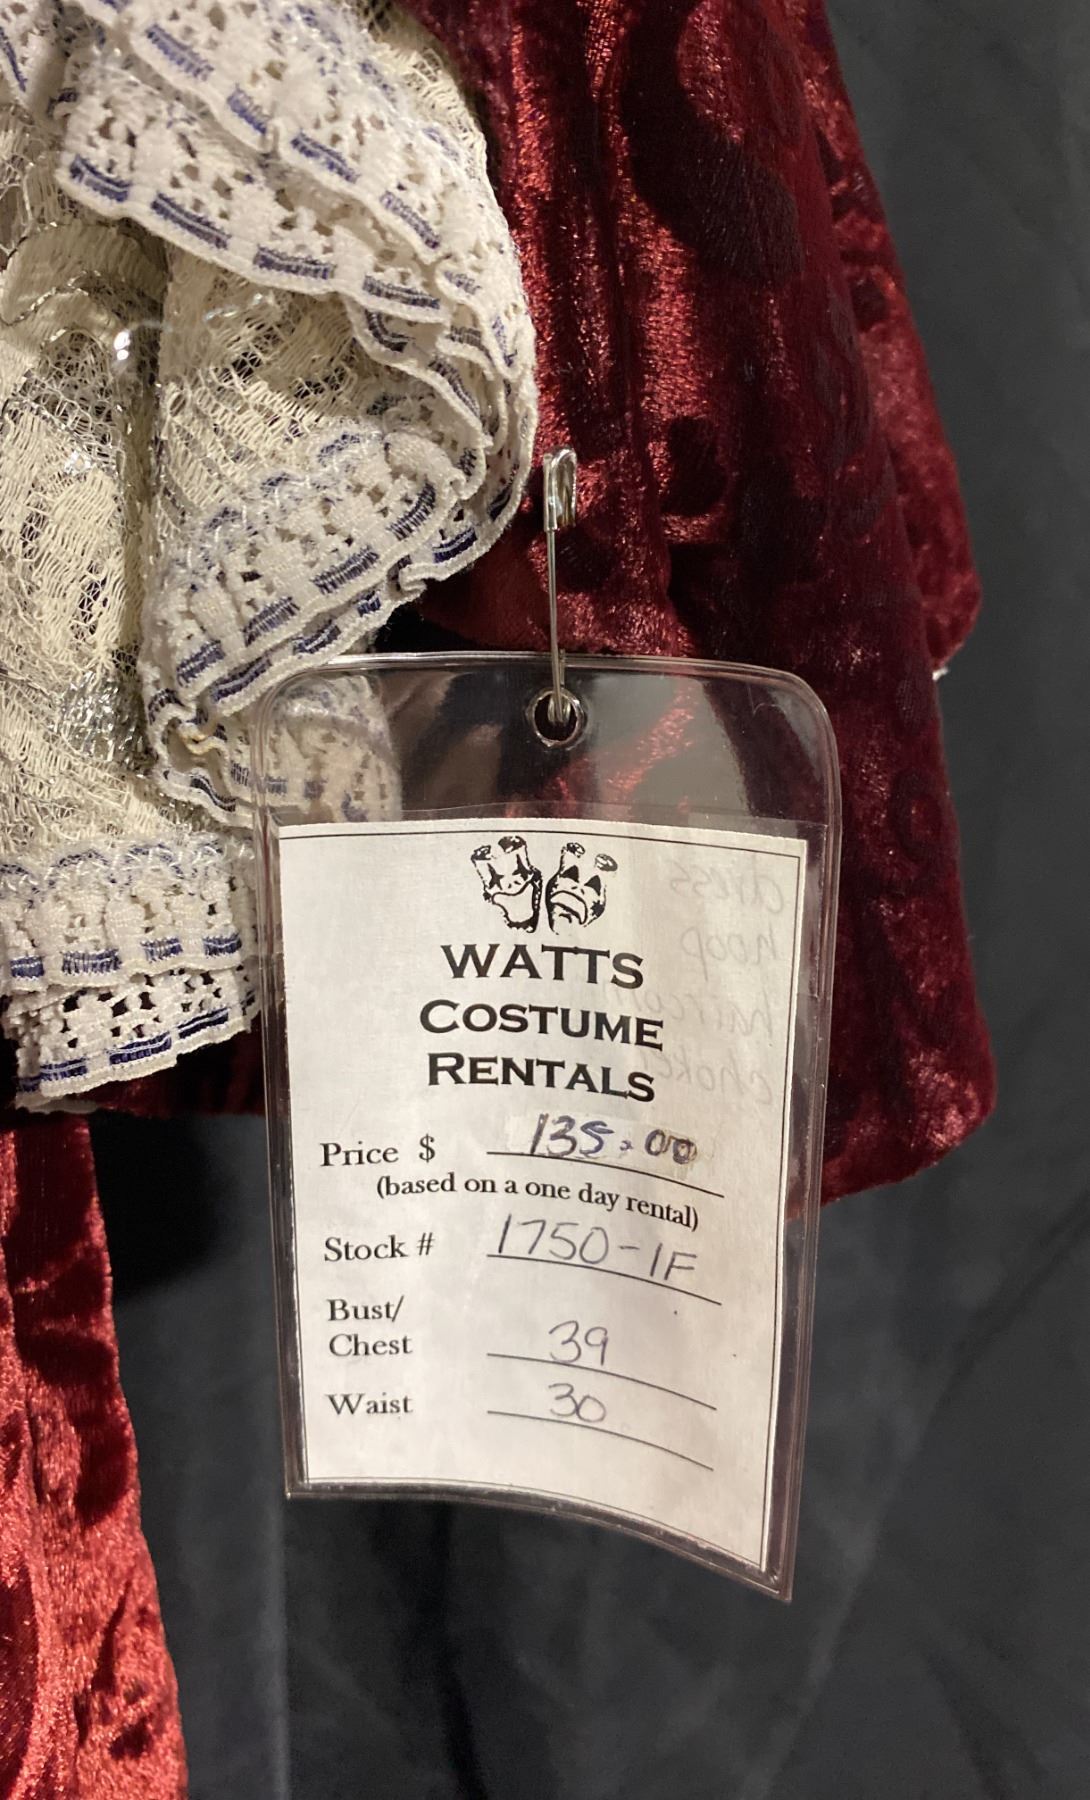 WATTS
COSTUME
RENTALS
Price $ 135.00
(based on a one day rental)
Stock # 1750-1F
Bust/
Chest 39
Waist 30
dress
hoop